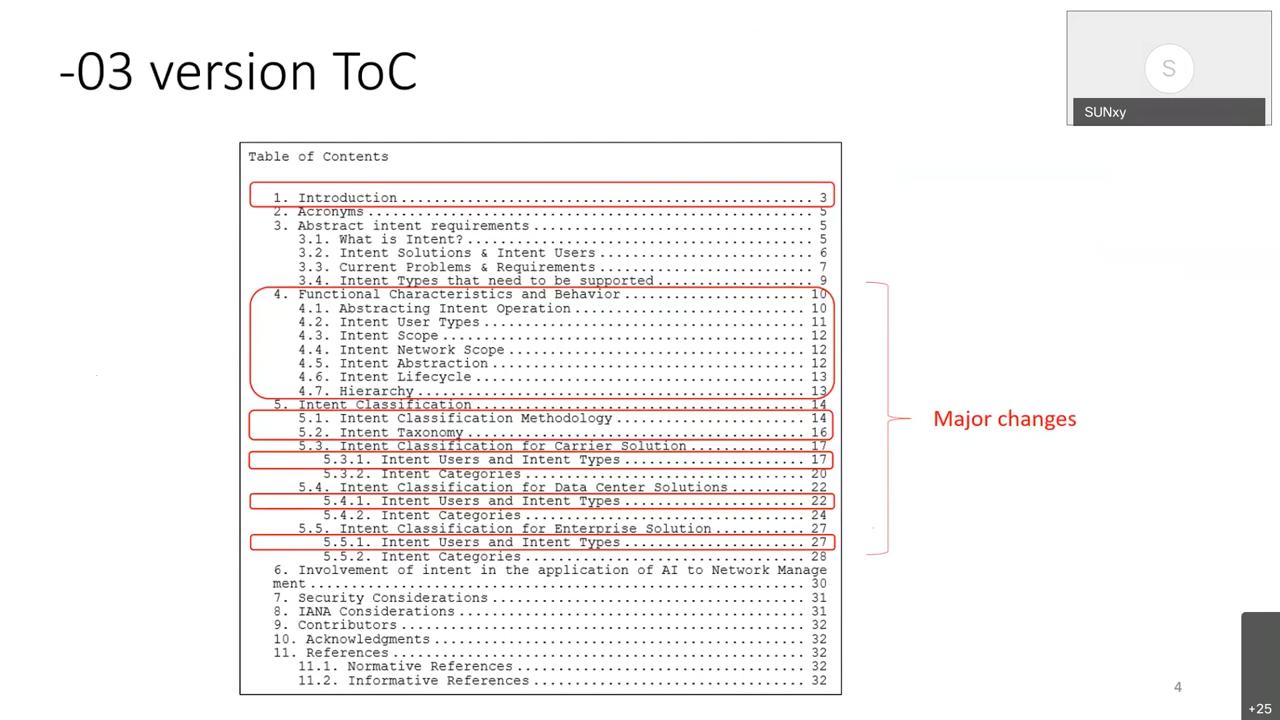 -03 version ToC
S
SUNxy
Table of Contents
1. Introduction.................................................. 3
2. Acronyms...................................................... 5
3. Abstract intent requirements.................................. 5
3.1. What is Intent?.......................................... 5
3.2. Intent Solutions & Intent Users.......................... 6
3.3. Current Problems & Requirements.......................... 7
3.4. Intent Types that need to be supported................... 9
4. Functional Characteristics and Behavior...................... 10
4.1. Abstracting Intent Operation............................ 10
4.2. Intent User Types....................................... 11
4.3. Intent Scope............................................ 12
4.4. Intent Network Scope.................................... 12
4.5. Intent Abstraction...................................... 12
4.6. Intent Lifecycle........................................ 13
4.7. Hierarchy............................................... 13
5. Intent Classification........................................ 14
5.1. Intent Classification Methodology....................... 14
5.2. Intent Taxonomy......................................... 16
5.3. Intent Classification for Carrier Solution.............. 17
5.3.1. Intent Users and Intent Types...................... 17
5.3.2. Intent Categories.................................. 20
5.4. Intent Classification for Data Center Solutions......... 22
5.4.1. Intent Users and Intent Types...................... 22
5.4.2. Intent Categories.................................. 24
5.5. Intent Classification for Enterprise Solution........... 27
5.5.1. Intent Users and Intent Types...................... 27
5.5.2. Intent Categories.................................. 28
6. Involvement of intent in the application of AI to Network Manage
ment............................................................ 30
7. Security Considerations...................................... 31
8. IANA Considerations.......................................... 31
9. Contributors................................................. 32
10. Acknowledgments............................................. 32
11. References.................................................. 32
11.1. Normative References................................... 32
11.2. Informative References................................. 32
Major changes
4
+25